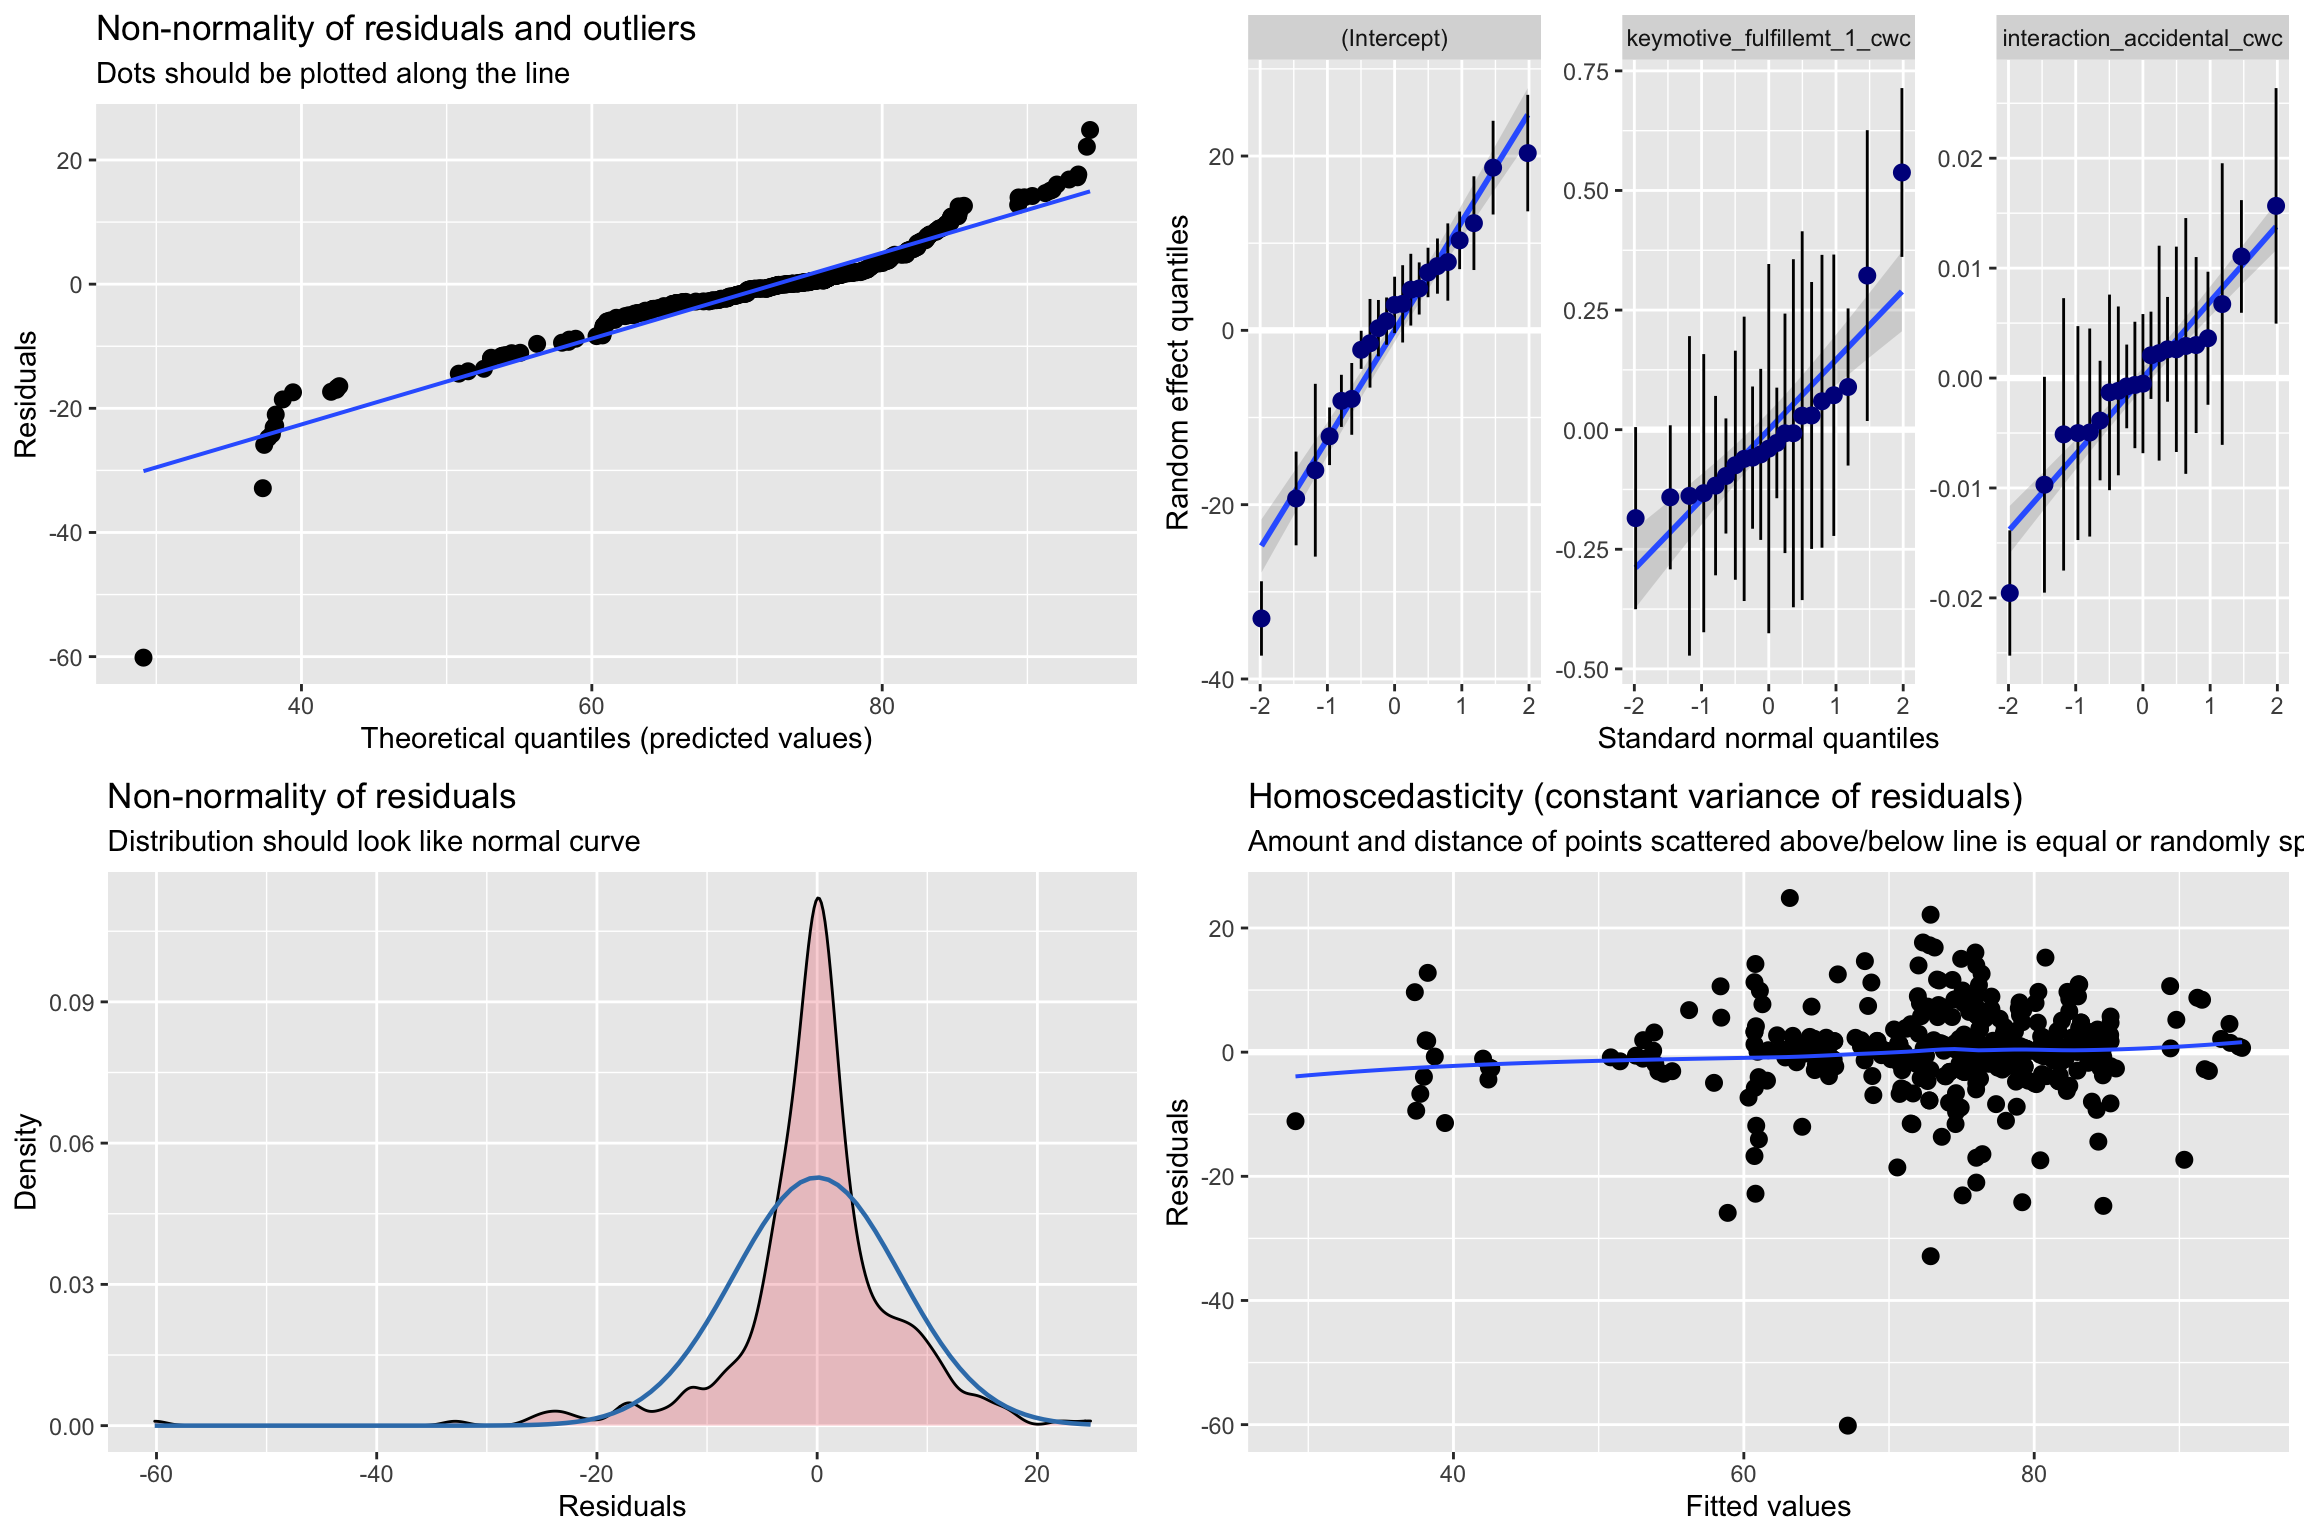 Non-normality of residuals and outliers
Dots should be plotted along the line
20
0
-20
-40
-60
Residuals
40 60 80
Theoretical quantiles (predicted values)
(Intercept) keymotive_fulfillemt_1_cwc interaction_accidental_cwc
20
0
-20
-40
0.75
0.50
0.25
0.00
-0.25
-0.50
0.02
0.01
0.00
-0.01
-0.02
Random effect quantiles
-2 -1 0 1 2 -2 -1 0 1 2 -2 -1 0 1 2
Standard normal quantiles
Non-normality of residuals
Distribution should look like normal curve
0.09
0.06
0.03
0.00
Density
-60 -40 -20 0 20
Residuals
Homoscedasticity (constant variance of residuals)
Amount and distance of points scattered above/below line is equal or randomly sp
20
0
-20
-40
-60
Residuals
40 60 80
Fitted values